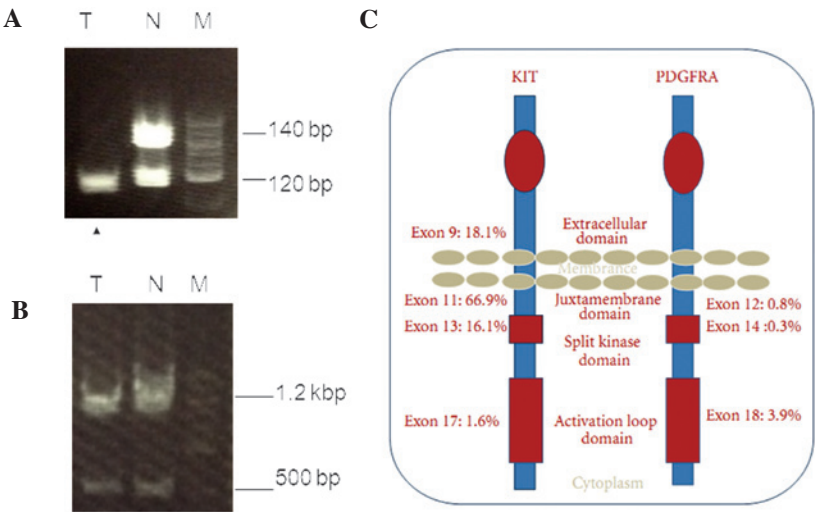 A
T N M
140 bp
120 bp
B
T N M
1.2 kbp
500 bp
C
KIT PDGFRA
Exon 9: 18.1%
Extracellular
domain
Membrance
Exon 11: 66.9%
Juxtamembrane
domain
Exon 12: 0.8%
Exon 13: 16.1%
Exon 14 :0.3%
Split kinase
domain
Exon 17: 1.6%
Activation loop
domain
Exon 18: 3.9%
Cytoplasm